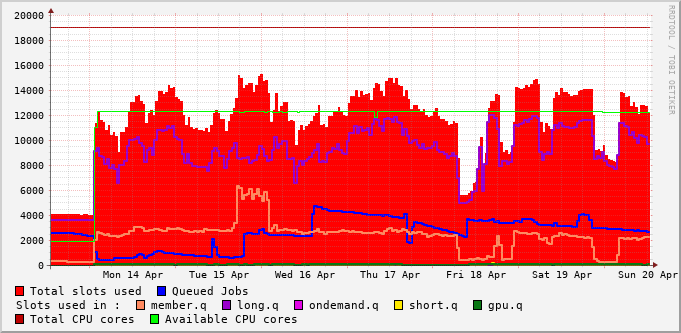 20000
18000
16000
14000
12000
10000
8000
6000
4000
2000
0
Mon 14 Apr Tue 15 Apr Wed 16 Apr Thu 17 Apr Fri 18 Apr Sat 19 Apr Sun 20 Apr
Total slots used Queued Jobs
Slots used in : member.q long.q ondemand.q short.q gpu.q
Total CPU cores Available CPU cores
RRDTOOL / TOBI OETIKER